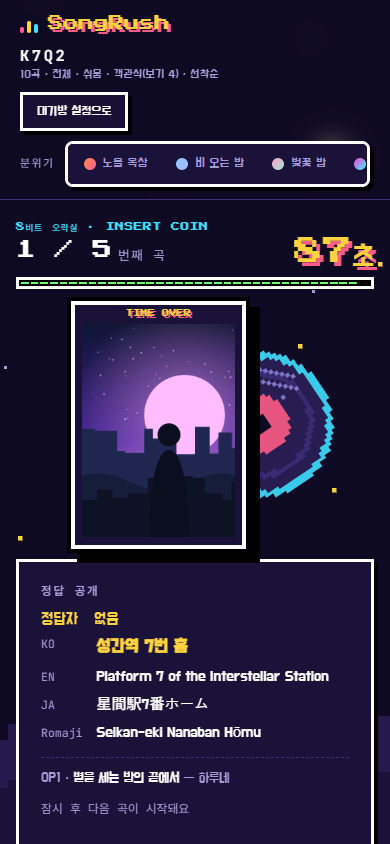 SongRush
K7Q2
10곡 · 전체 · 쉬움 · 객관식(보기 4) · 선착순
대기방 설정으로
분위기 노을 옥상 비 오는 밤 벚꽃 밤
8비트 오락실 · INSERT COIN
1 / 5 번째 곡
97초.
TIME OVER
정답 공개
정답자 없음
KO 성간역 7번 홈
EN Platform 7 of the Interstellar Station
JA 星間駅7番ホーム
Romaji Seikan-eki Nanaban Hōmu
OP1 · 별을 세는 밤의 끝에서 — 하루네
잠시 후 다음 곡이 시작돼요